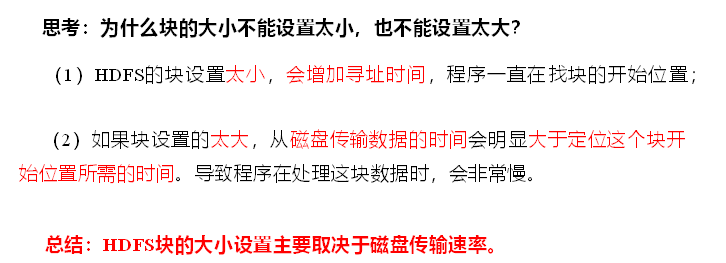 思考：为什么块的大小不能设置太小，也不能设置太大？
（1）HDFS的块设置太小，会增加寻址时间，程序一直在找块的开始位置；
（2）如果块设置的太大，从磁盘传输数据的时间会明显大于定位这个块开
始位置所需的时间。导致程序在处理这块数据时，会非常慢。
总结：HDFS块的大小设置主要取决于磁盘传输速率。